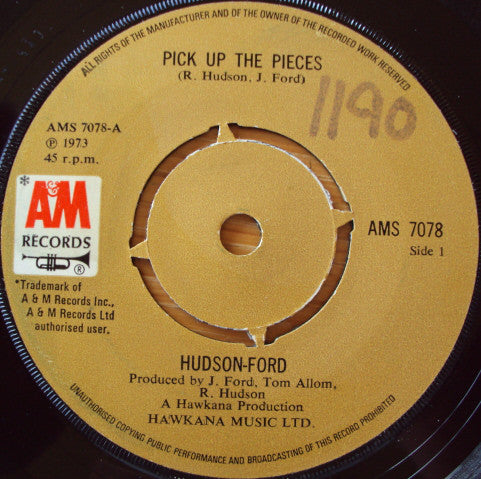 ALL RIGHTS OF THE MANUFACTURER AND OF THE OWNER OF THE RECORDED WORK RESERVED
PICK UP THE PIECES
(R. Hudson, J. Ford)
1190
AMS 7078-A
℗ 1973
45 r.p.m.
*
A&M
RECORDS
®
AMS 7078
Side 1
*Trademark of
A & M Records Inc.,
A & M Records Ltd
authorised user.
HUDSON-FORD
Produced by J. Ford, Tom Allom,
R. Hudson
A Hawkana Production
HAWKANA MUSIC LTD.
UNAUTHORISED COPYING PUBLIC PERFORMANCE AND BROADCASTING OF THIS RECORD PROHIBITED